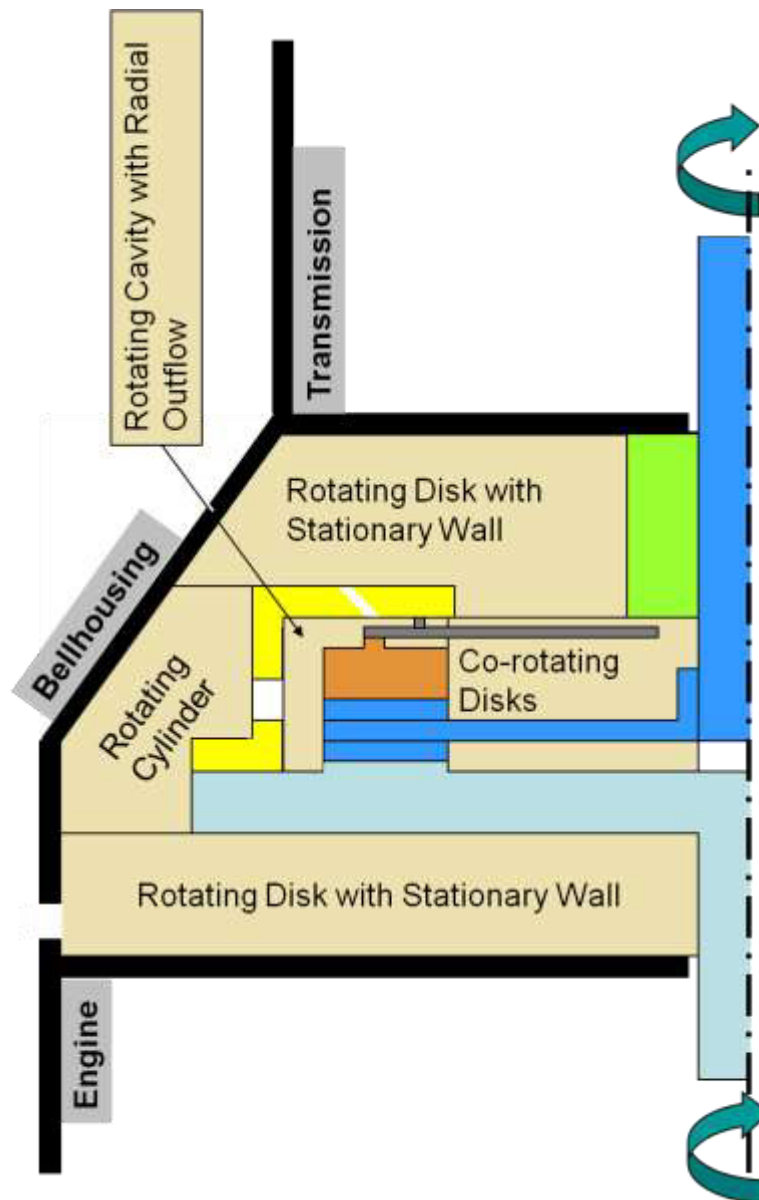 Rotating Cavity with Radial
Outflow
Transmission
Bellhousing
Rotating Disk with
Stationary Wall
Rotating
Cylinder
Co-rotating
Disks
Rotating Disk with Stationary Wall
Engine